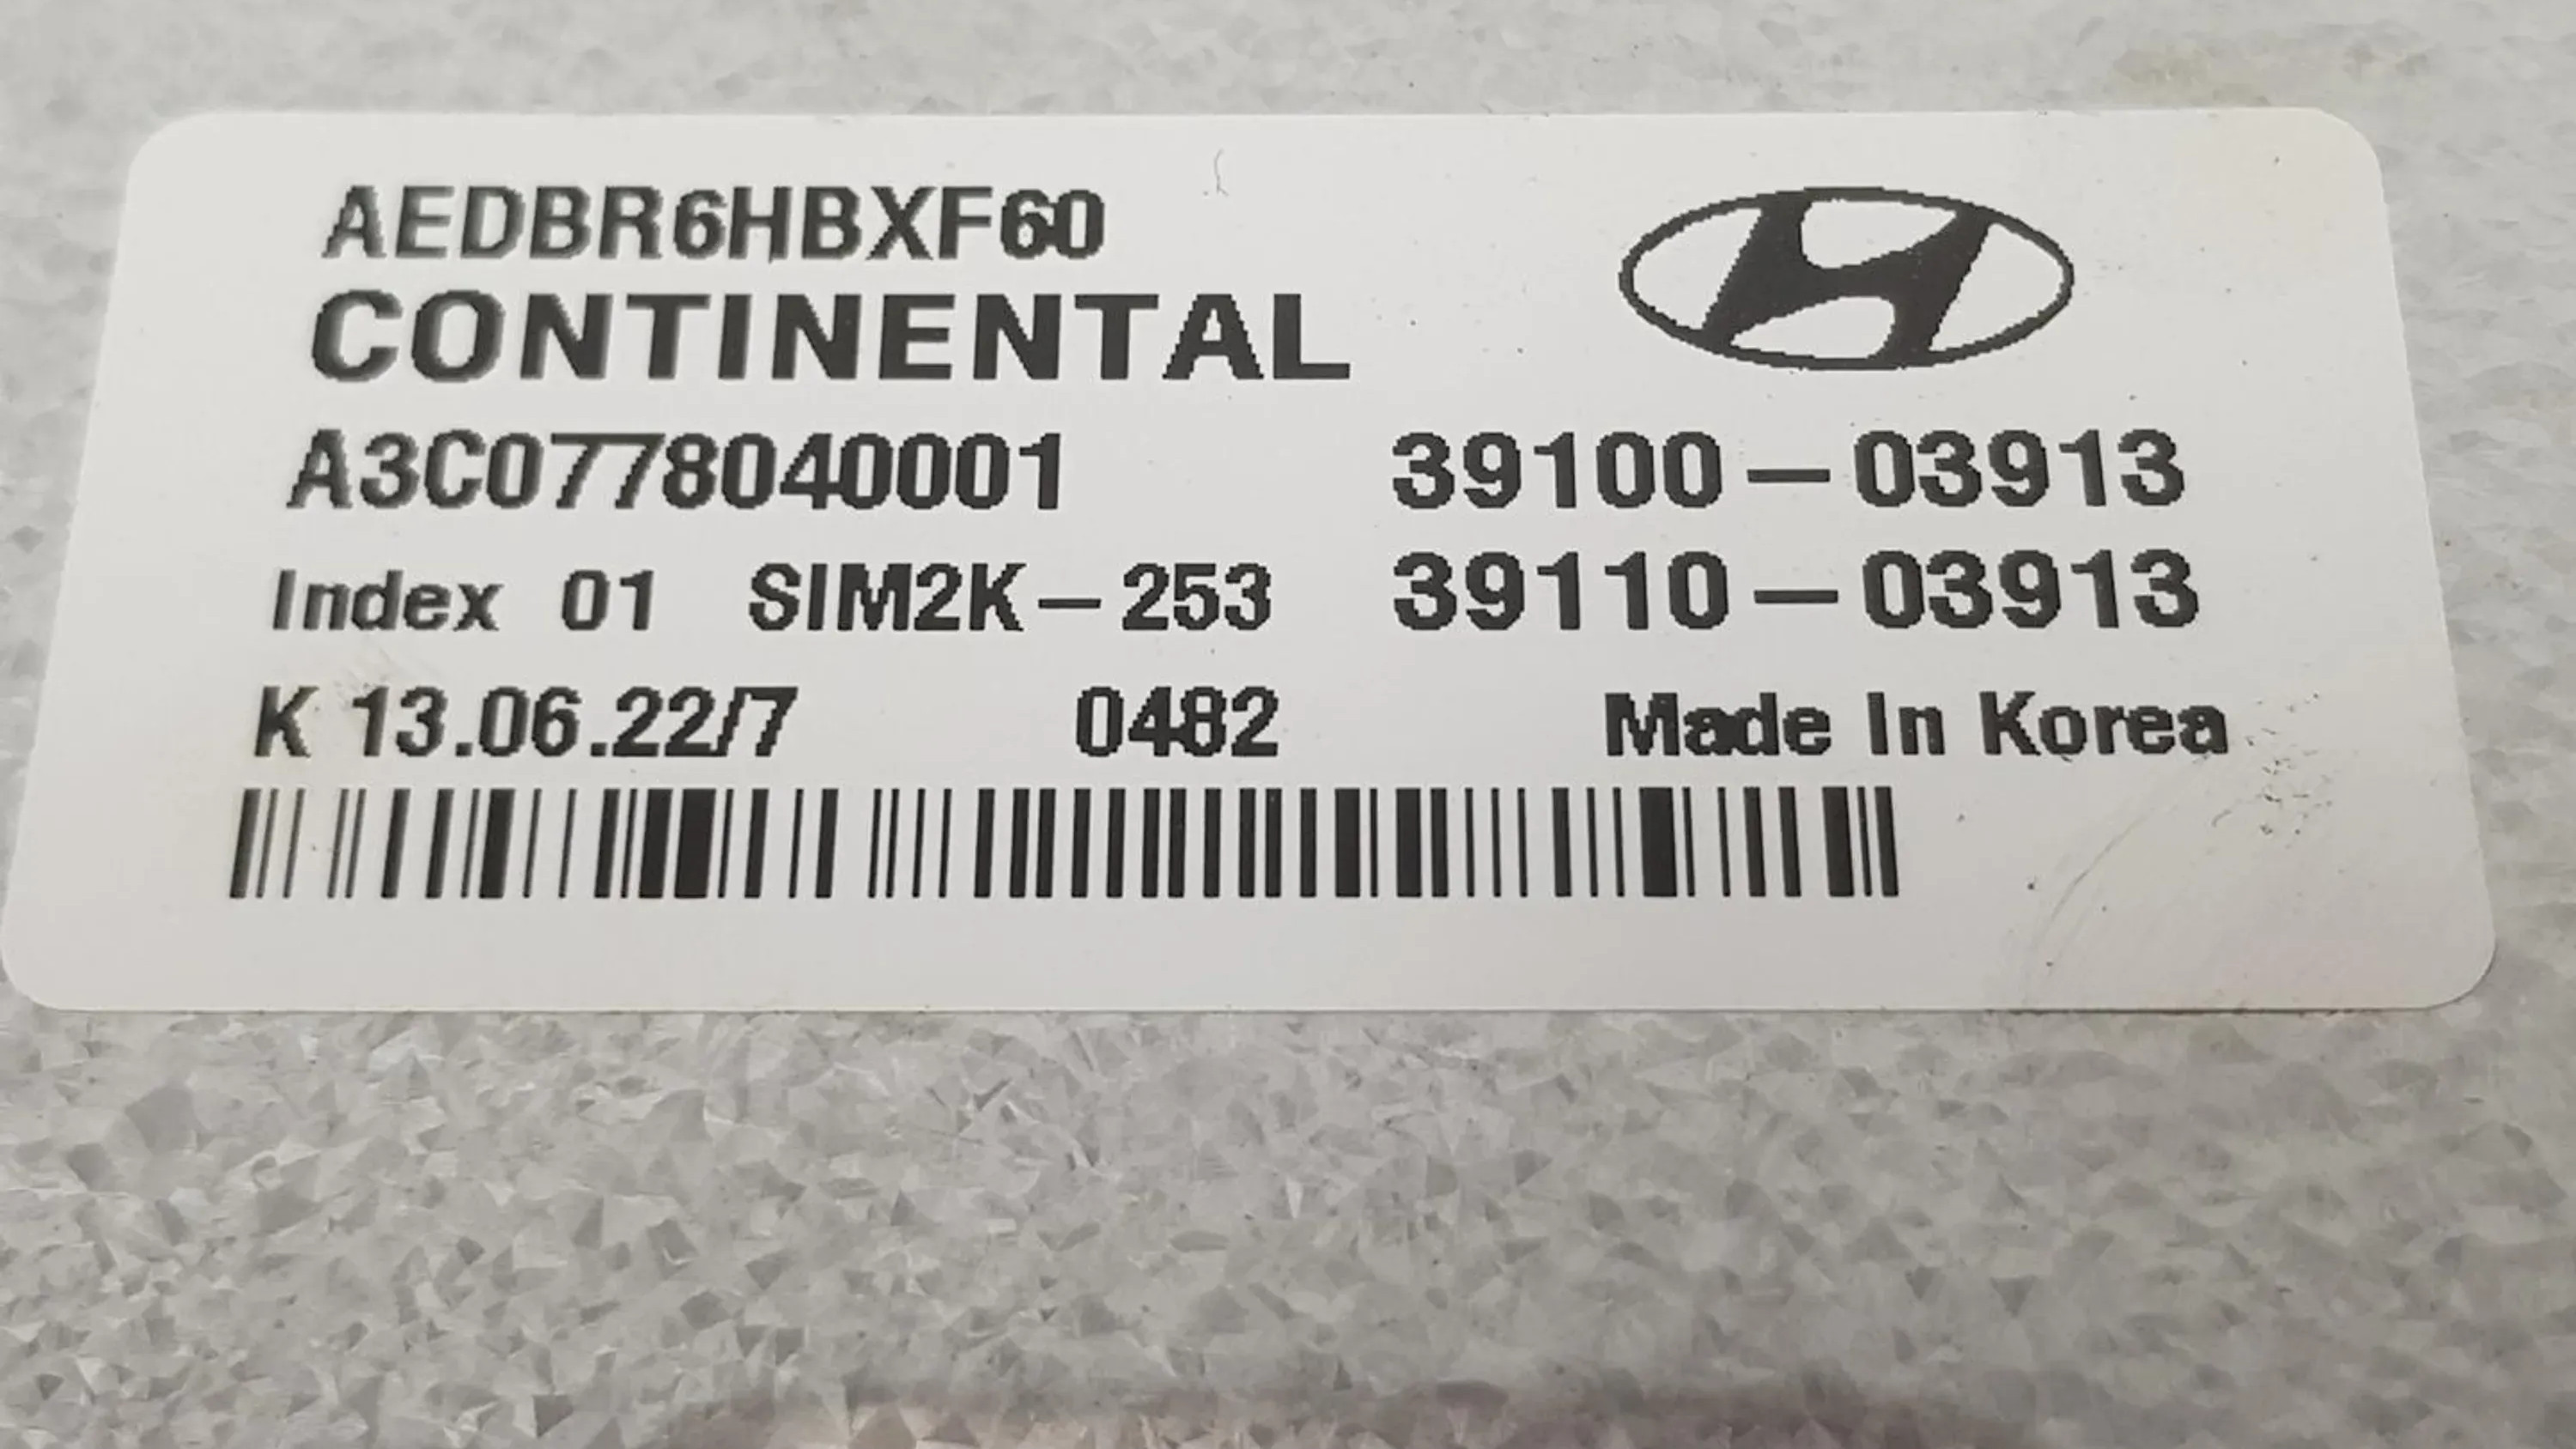 AEDBR6HBXF60
CONTINENTAL
A3C0778040001 39100-03913
Index 01 SIM2K-253 39110-03913
K 13.06.22/7 0482 Made In Korea